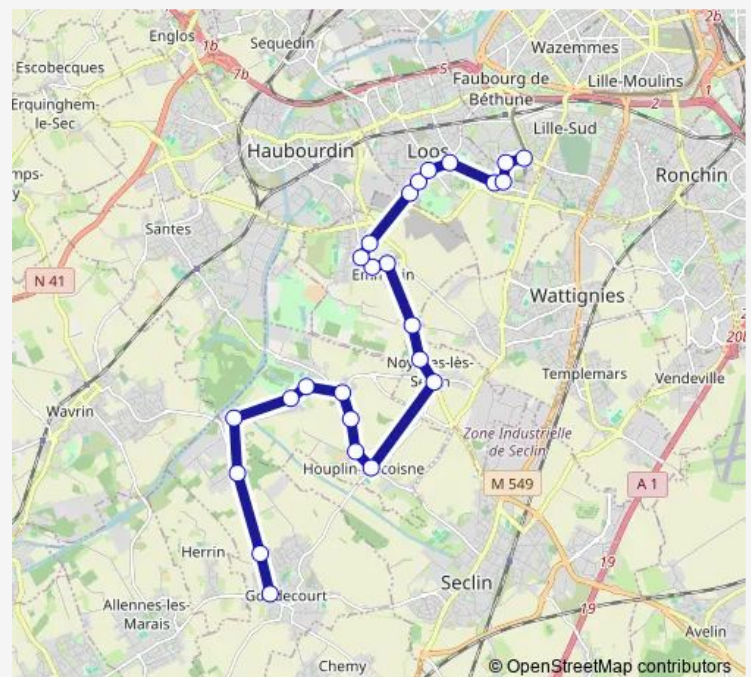 2b
Englos
Sequedin
1b
Wazemmes
7b
5
Escobecques
Faubourg de
Béthune
Lille-Moulins
1
2
Erquinghem-
le-Sec
Lille-Sud
Haubourdin
Loos
Ronchin
Santes
N 41
Wattignies
Templemars
Vendeville
Wavrin
Zone Industrielle
de Seclin
M 549
A 1
Herrin
19
Seclin
Allennes-les-
Marais
19
Avelin
Chemy
© OpenStreetMap contributors